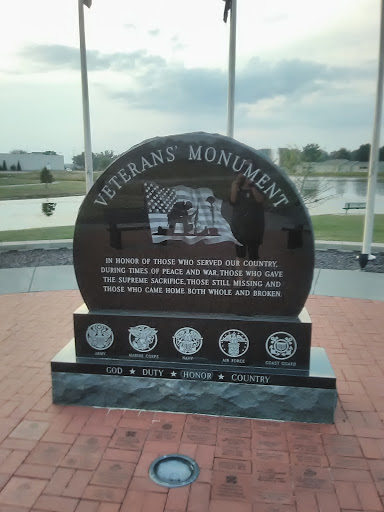 VETERANS' MONUMENT
IN HONOR OF THOSE WHO SERVED OUR COUNTRY,
DURING TIMES OF PEACE AND WAR, THOSE WHO GAVE
THE SUPREME SACRIFICE, THOSE STILL MISSING AND
THOSE WHO CAME HOME BOTH WHOLE AND BROKEN.
ARMY MARINE CORPS NAVY AIR FORCE COAST GUARD
GOD ★ DUTY ★ HONOR ★ COUNTRY